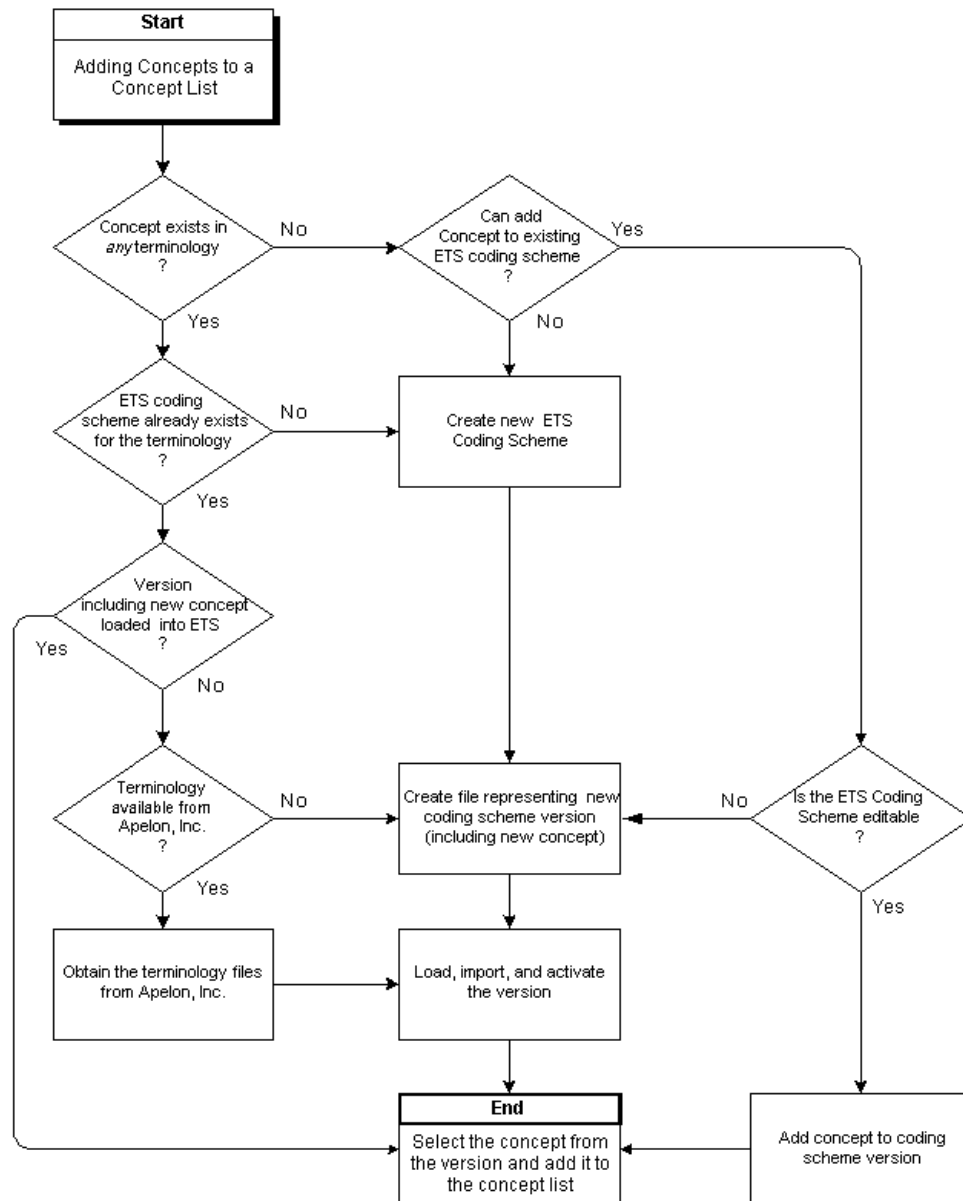 Start
Adding Concepts to a
Concept List
Concept exists in
any terminology
?
No
Can add
Concept to existing
ETS coding scheme
?
Yes
Yes
No
ETS coding
scheme already exists
for the terminology
?
No
Create new ETS
Coding Scheme
Yes
Version
including new concept
loaded into ETS
?
Yes
No
Terminology
available from
Apelon, Inc.
?
No
Create file representing new
coding scheme version
(including new concept)
No
Is the ETS Coding
Scheme editable
?
Yes
Yes
Obtain the terminology files
from Apelon, Inc.
Load, import, and activate
the version
End
Select the concept from
the version and add it to
the concept list
Add concept to coding
scheme version